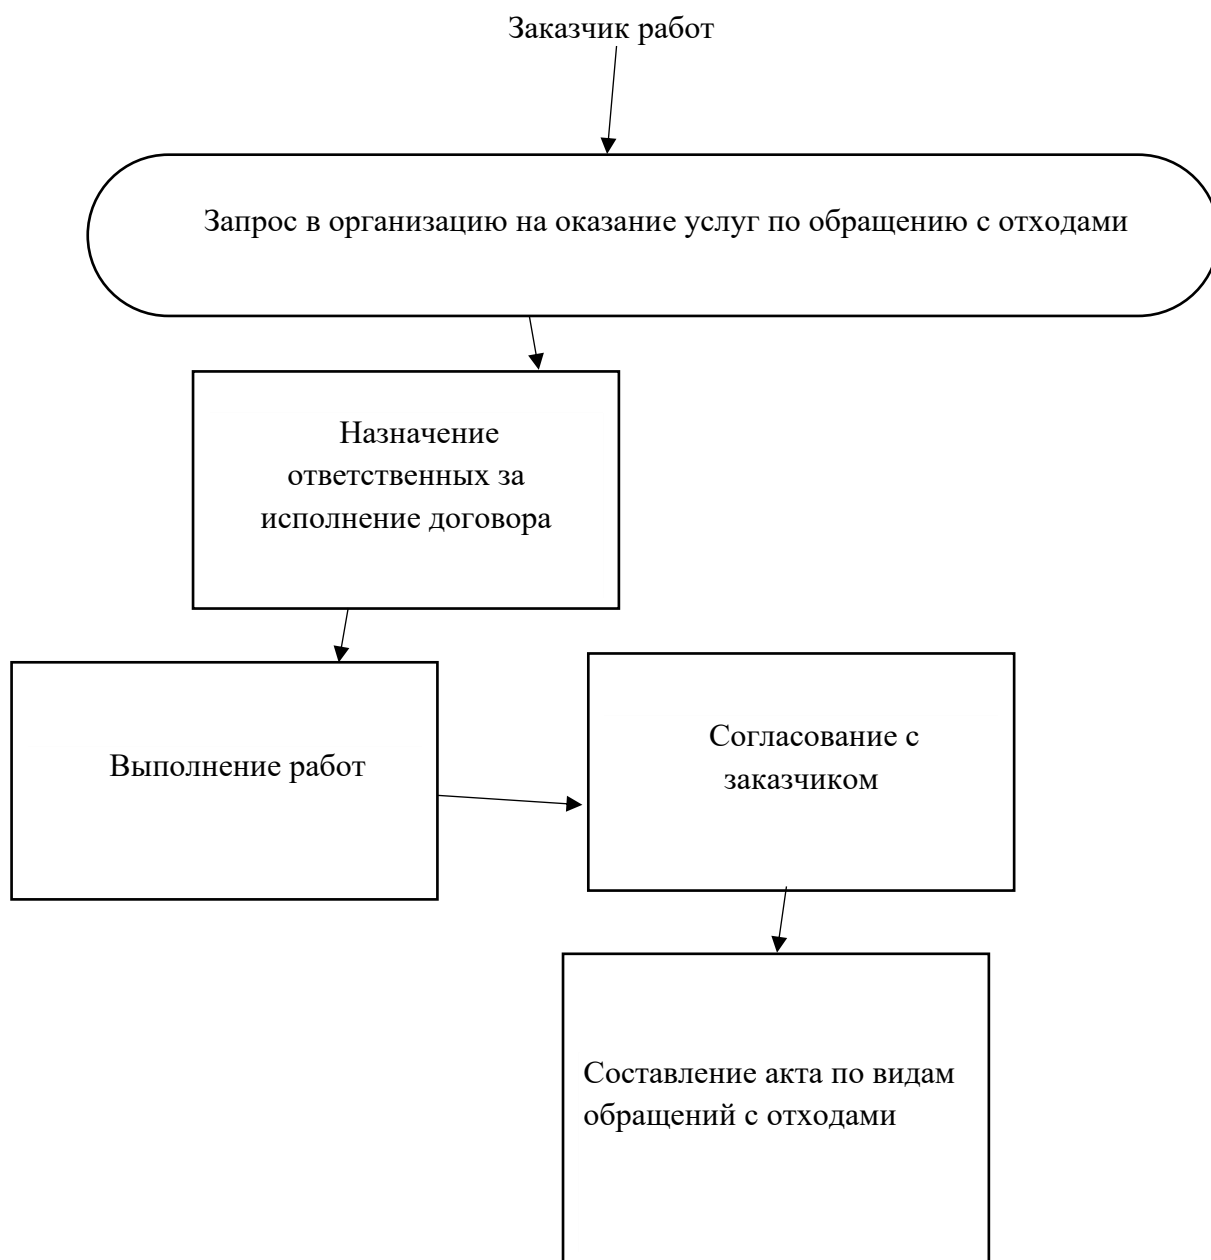 Заказчик работ
Запрос в организацию на оказание услуг по обращению с отходами
Назначение
ответственных за
исполнение договора
Выполнение работ
Согласование с
заказчиком
Составление акта по видам
обращений с отходами